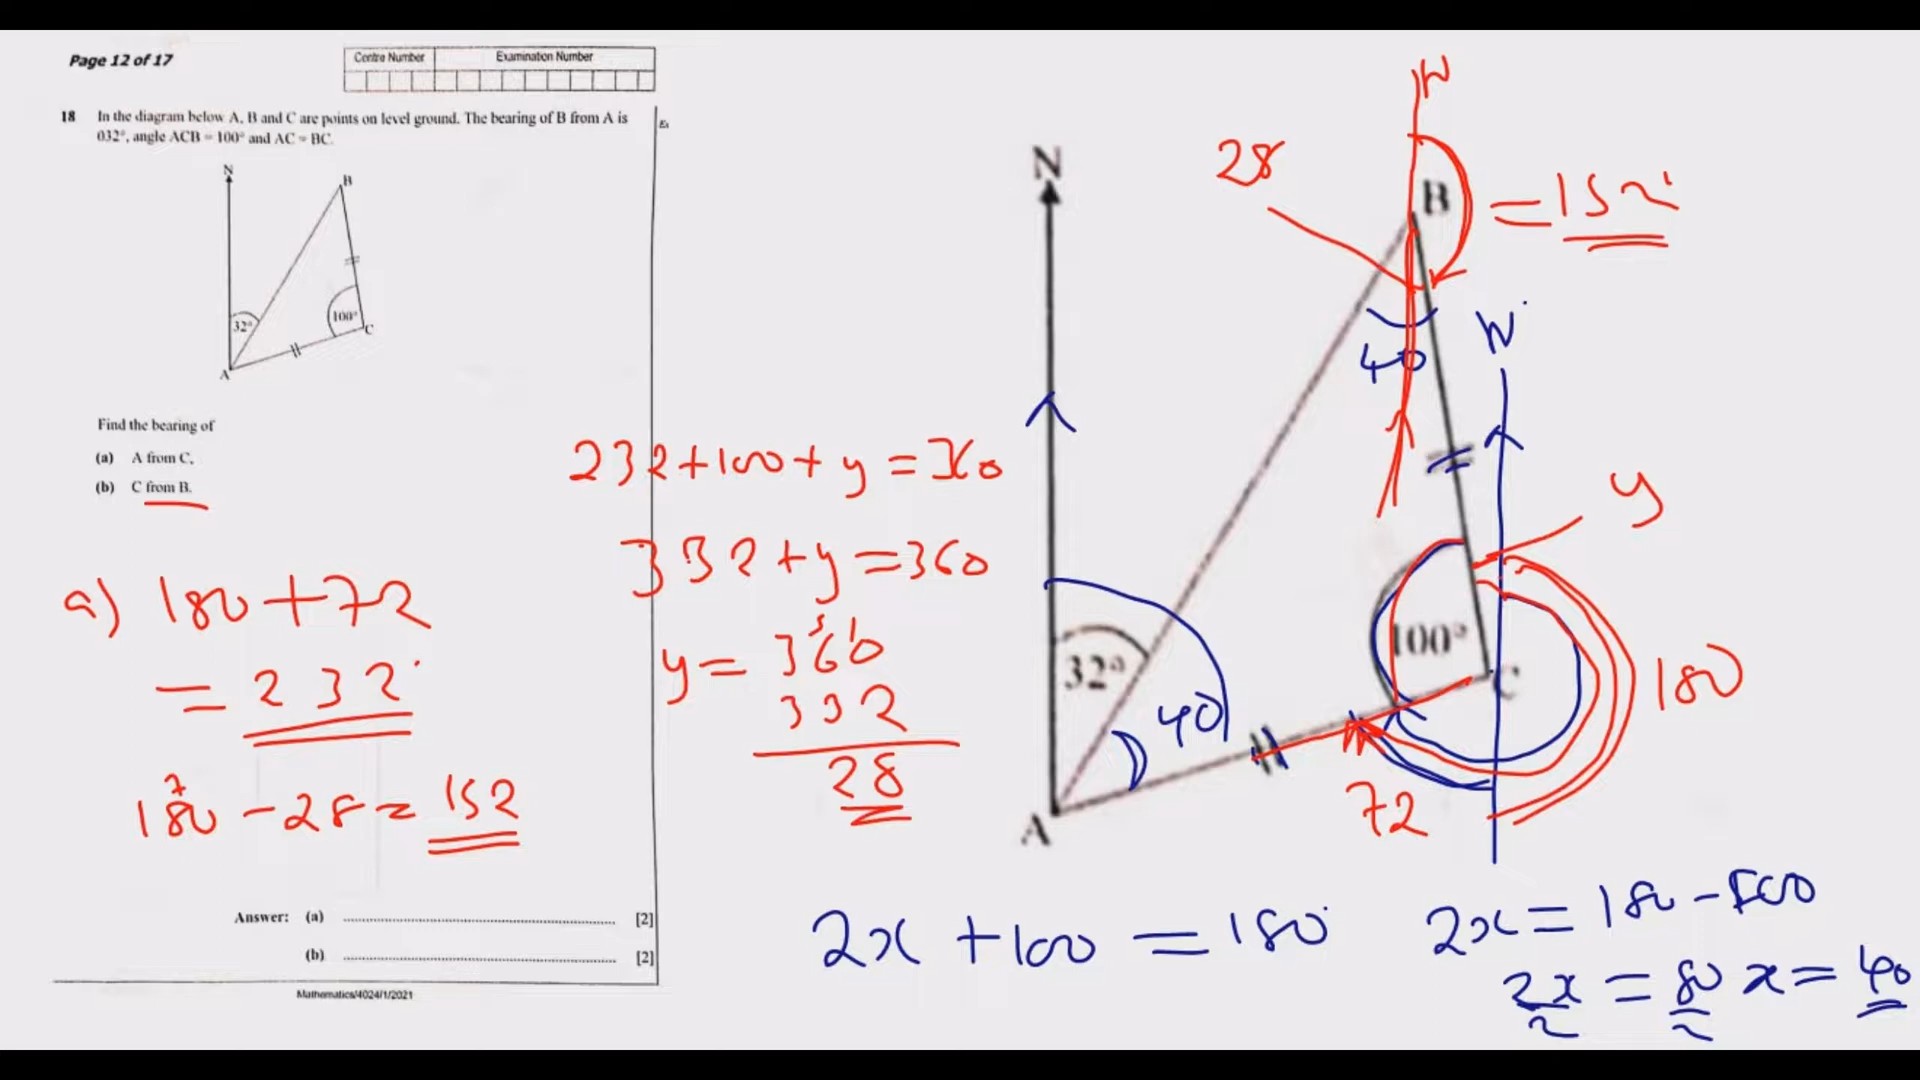 Page 12 of 17
Centre Number Examination Number
18 In the diagram below A, B and C are points on level ground. The bearing of B from A is
032°, angle ACB = 100° and AC = BC.
N
B
32°
100°
C
A
Find the bearing of
(a) A from C,
(b) C from B.
a) 180 + 72
= 232
180 - 28 = 152
Answer: (a) [2]
(b) [2]
Mathematics/4024/1/2021
232 + 100 + y = 360
332 + y = 360
y = 360
332
28
N
N
28
B
= 152
N
40
y
100°
32°
40
C
180
72
A
2x + 100 = 180
2x = 180 - 100
2x = 80 x = 40
2 2